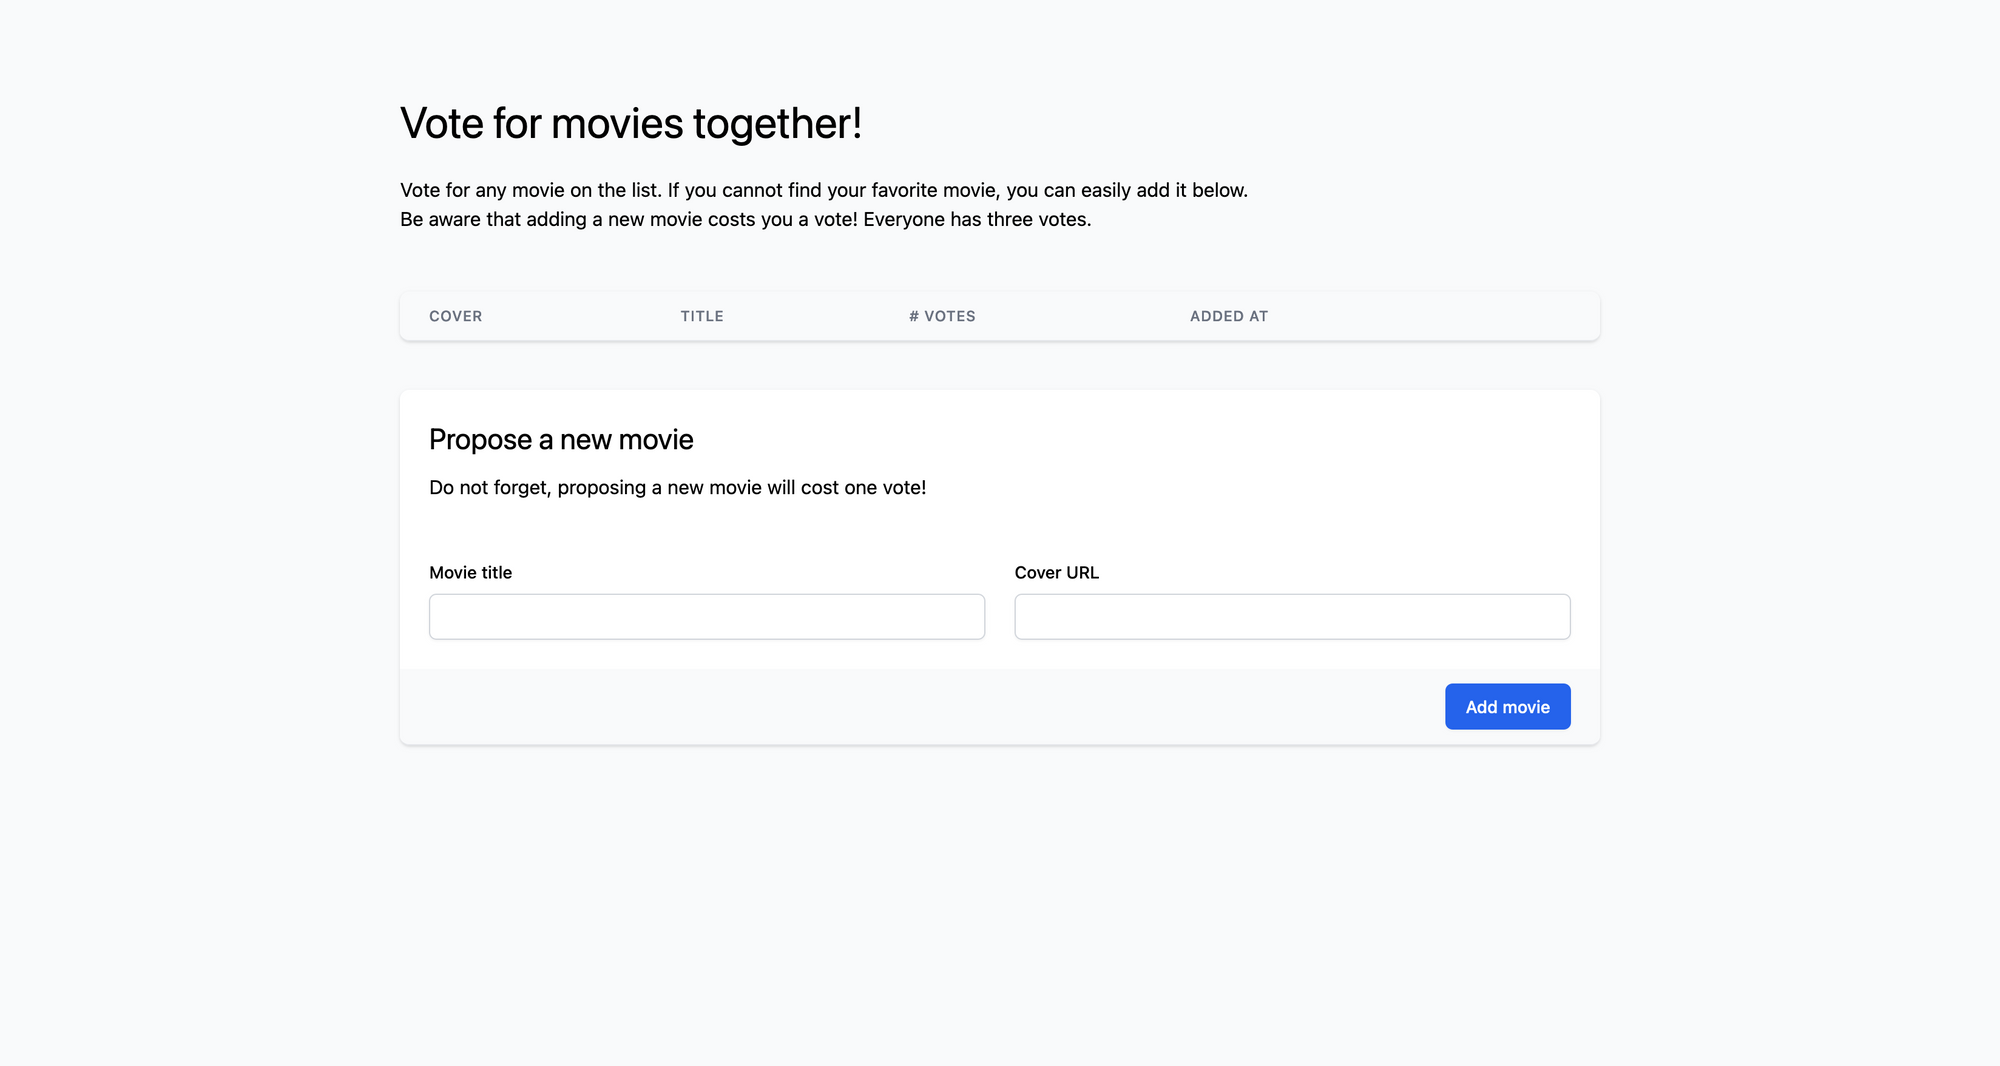 Vote for movies together!
Vote for any movie on the list. If you cannot find your favorite movie, you can easily add it below.
Be aware that adding a new movie costs you a vote! Everyone has three votes.
COVER TITLE # VOTES ADDED AT
Propose a new movie
Do not forget, proposing a new movie will cost one vote!
Movie title Cover URL
Add movie